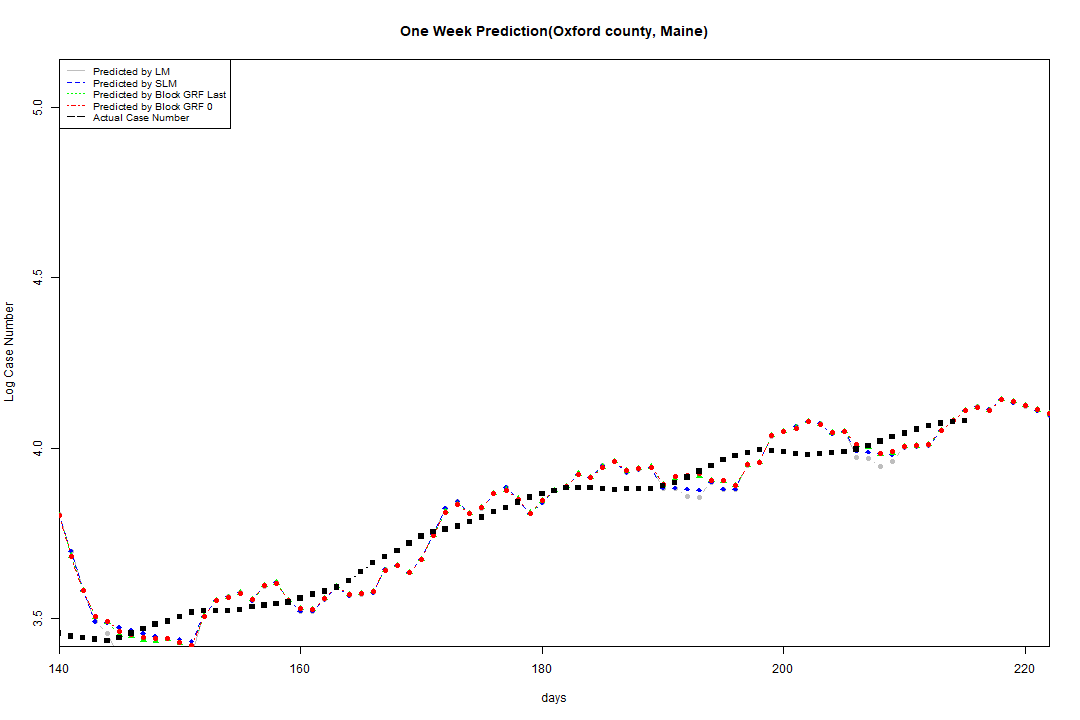 One Week Prediction(Oxford county, Maine)
Predicted by LM
Predicted by SLM
Predicted by Block GRF Last
Predicted by Block GRF 0
Actual Case Number
5.0
4.5
4.0
3.5
Log Case Number
140 160 180 200 220
days